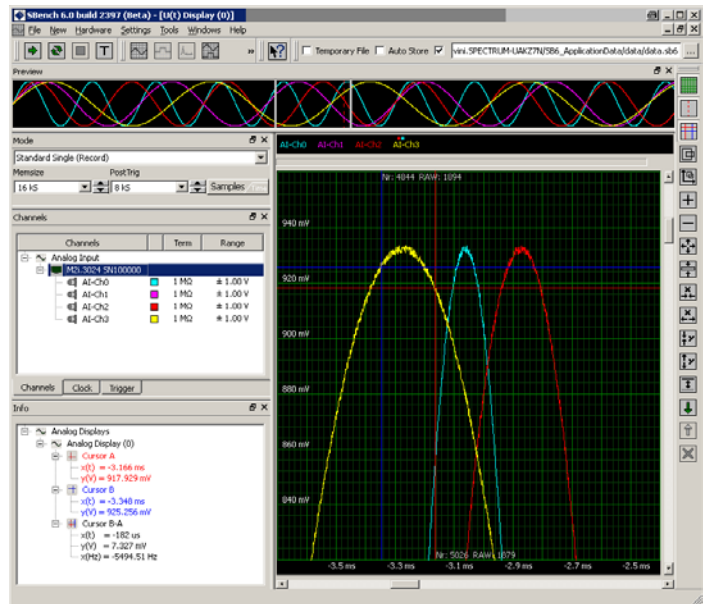 SBench 6.0 build 2397 (Beta) - [U(t) Display (0)]
File New Hardware Settings Tools Windows Help
T » Temporary File Auto Store vini.SPECTRUM-UAKZ7N/SB6_ApplicationData/data/data.sb6 ...
Preview
Mode
Standard Single (Record)
Memsize PostTrig
16 kS 8 kS Samples
Channels
Channels Term Range
Analog Input
M2i.3024 SN100000
AI-Ch0 1 MΩ ± 1.00 V
AI-Ch1 1 MΩ ± 1.00 V
AI-Ch2 1 MΩ ± 1.00 V
AI-Ch3 1 MΩ ± 1.00 V
Channels Clock Trigger
Info
Analog Displays
Analog Display (0)
Cursor A
x(t) = -3.166 ms
y(V) = 917.929 mV
Cursor B
x(t) = -3.348 ms
y(V) = 925.256 mV
Cursor B-A
x(t) = -182 us
y(V) = 7.327 mV
x(Hz) = -5494.51 Hz
AI-Ch0 AI-Ch1 AI-Ch2 AI-Ch3
Nr: 4844 RAW: 1894
940 mV
920 mV
900 mV
880 mV
860 mV
840 mV
Nr: 5026 RAW: 1879
-3.5 ms -3.3 ms -3.1 ms -2.9 ms -2.7 ms -2.5 ms